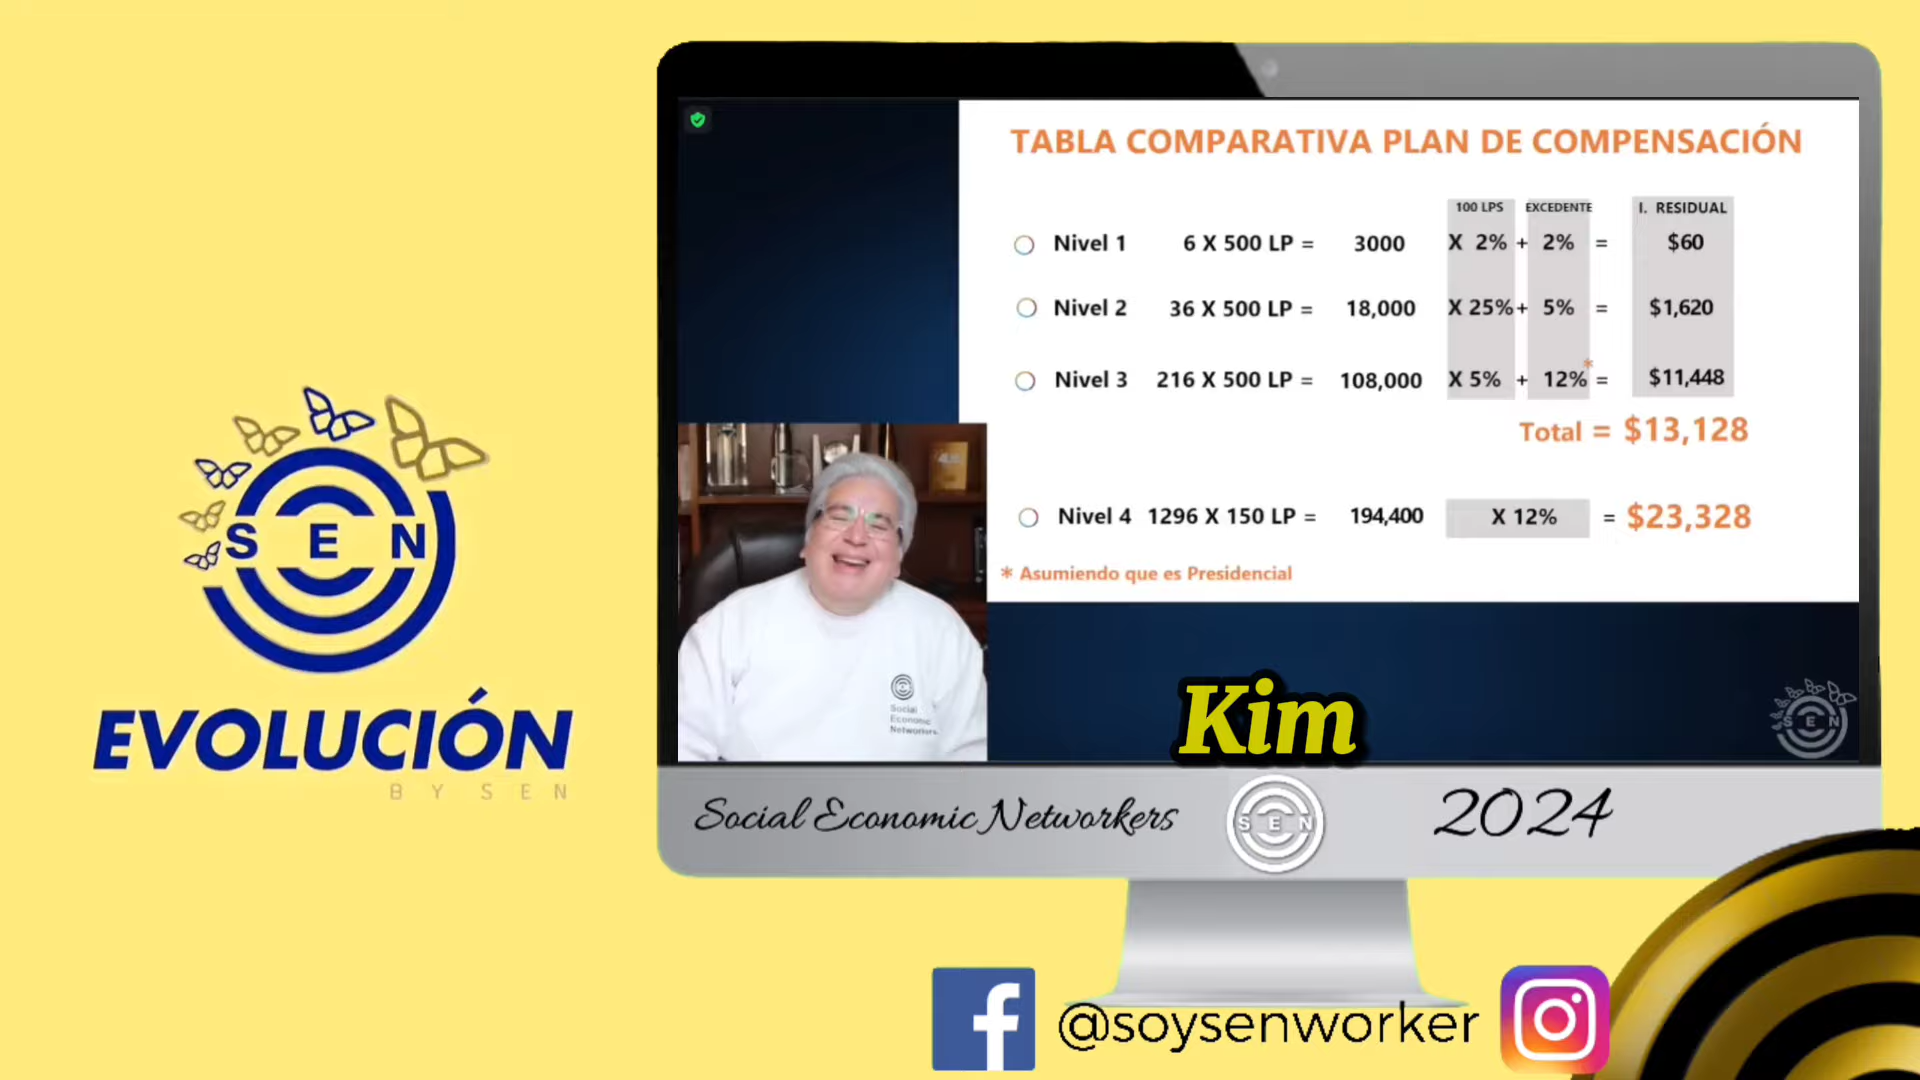 TABLA COMPARATIVA PLAN DE COMPENSACIÓN
100 LPS EXCEDENTE I. RESIDUAL
Nivel 1 6 X 500 LP = 3000 X 2% + 2% = $60
Nivel 2 36 X 500 LP = 18,000 X 25% + 5% = $1,620
Nivel 3 216 X 500 LP = 108,000 X 5% + 12%* = $11,448
Total = $13,128
Nivel 4 1296 X 150 LP = 194,400 X 12% = $23,328
* Asumiendo que es Presidencial
S E N
EVOLUCIÓN
BY SEN
Social
Economic
Networkers
Kim
S E N
Social Economic Networkers
S E N
2024
@soysenworker